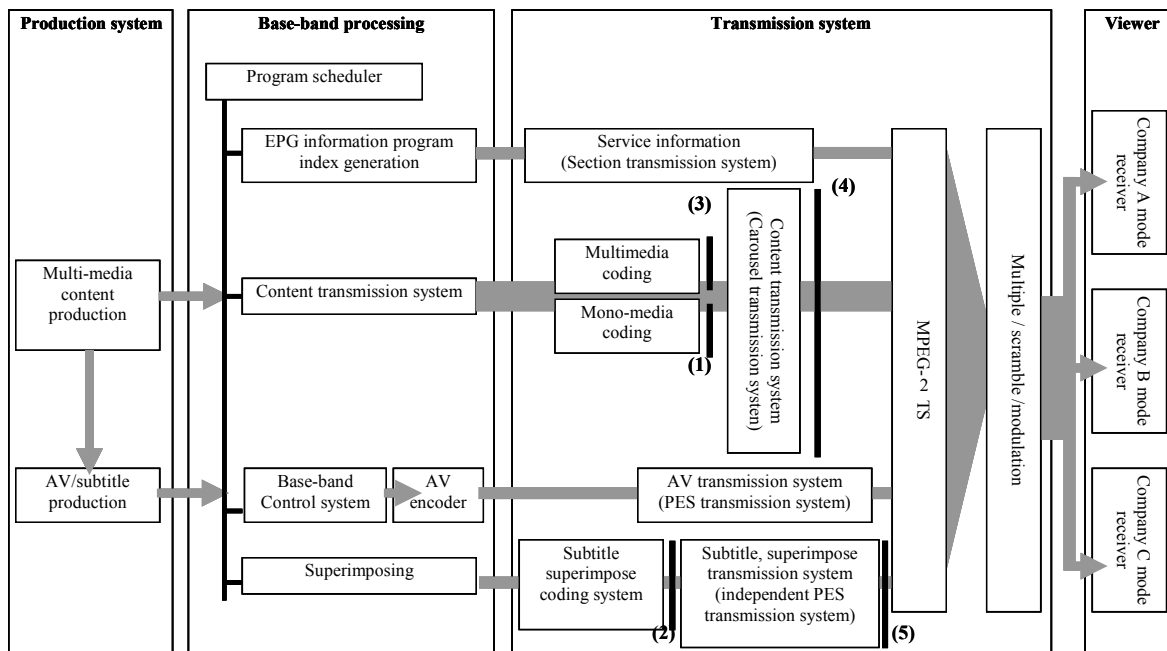 Production system
Base-band processing
Transmission system
Viewer
Program scheduler
EPG information program
index generation
Service information
(Section transmission system)
(4)
(3)
Multi-media
content
production
Content transmission system
Multimedia
coding
Mono-media
coding
(1)
Content transmission system
(Carousel transmission systen)
MPEG-2 TS
Multiple / scramble /modulation
Company A mode
receiver
Company B mode
receiver
Company C mode
receiver
AV/subtitle
production
Base-band
Control system
AV
encoder
AV transmission system
(PES transmission system)
Superimposing
Subtitle
superimpose
coding system
(2)
Subtitle, superimpose
transmission system
(independent PES
transmission system)
(5)